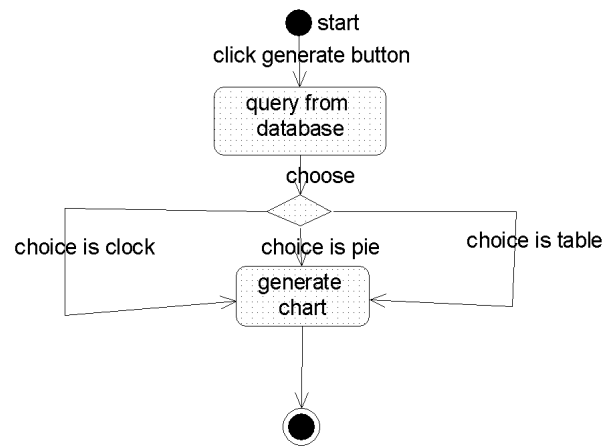 start
click generate button
query from
database
choose
choice is clock
choice is pie
choice is table
generate
chart